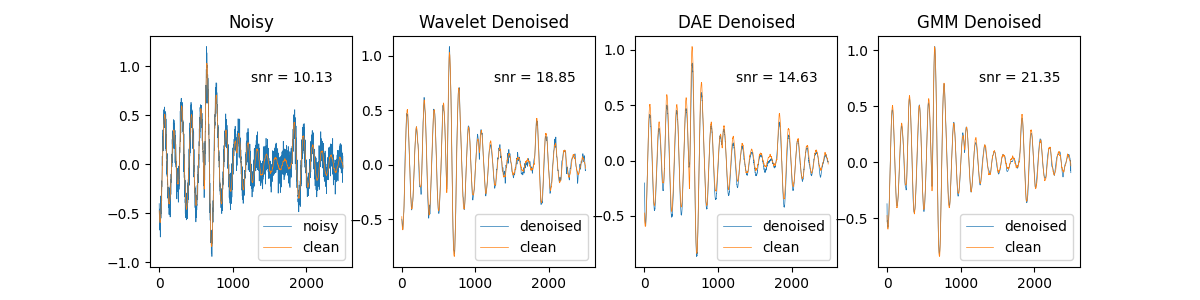 Noisy
Wavelet Denoised
DAE Denoised
GMM Denoised
snr = 10.13
snr = 18.85
snr = 14.63
snr = 21.35
1.0
0.5
0.0
−0.5
−1.0
noisy
clean
0
1000
2000
1.0
0.5
0.0
−0.5
denoised
clean
0
1000
2000
1.0
0.5
0.0
−0.5
denoised
clean
0
1000
2000
1.0
0.5
0.0
−0.5
denoised
clean
0
1000
2000